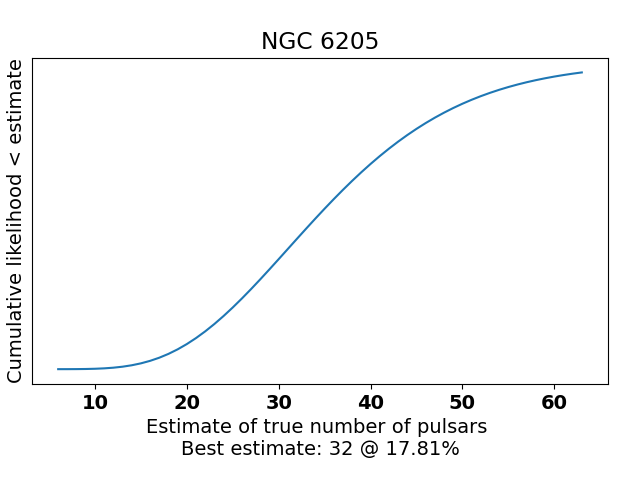 NGC 6205
Cumulative likelihood < estimate
10 20 30 40 50 60
Estimate of true number of pulsars
Best estimate: 32 @ 17.81%